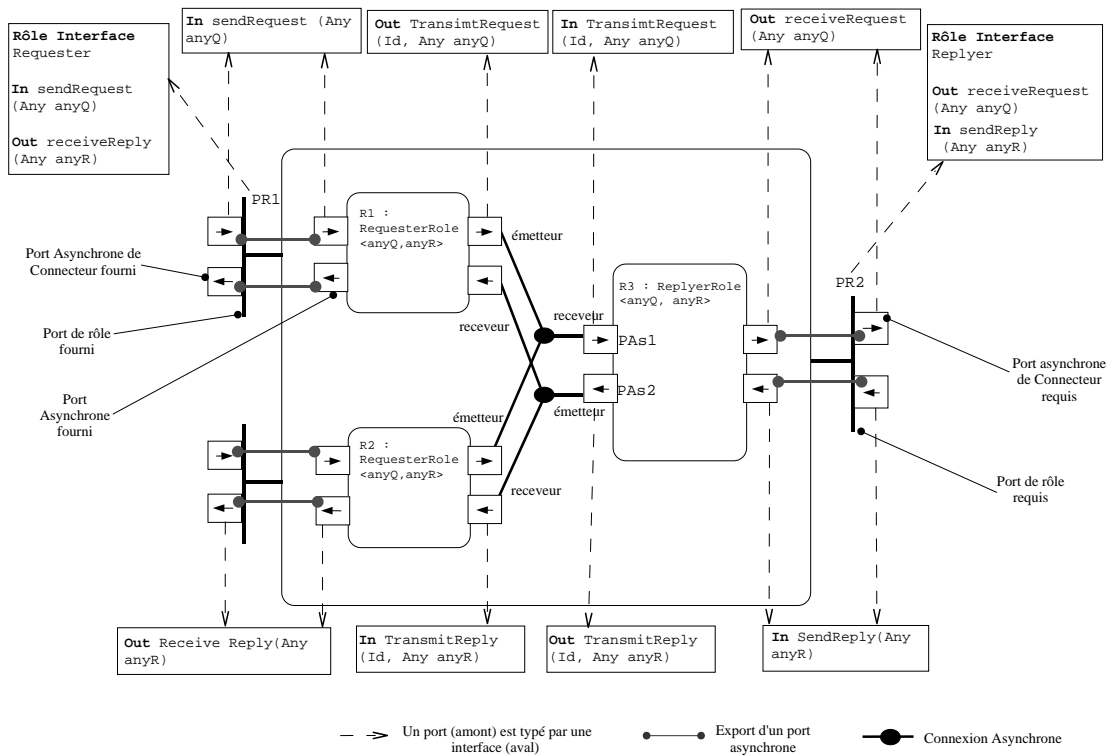 In sendRequest (Any
anyQ)
Out TransimtRequest
(Id, Any anyQ)
In TransimtRequest
(Id, Any anyQ)
Out receiveRequest
(Any anyQ)
Rôle Interface
Requester
In sendRequest
(Any anyQ)
Out receiveReply
(Any anyR)
Rôle Interface
Replyer
Out receiveRequest
(Any anyQ)
In sendReply
(Any anyR)
PR1
R1 :
RequesterRole
<anyQ,anyR>
émetteur
Port Asynchrone de
Connecteur fourni
R3 : ReplyerRole
<anyQ, anyR>
PR2
Port de rôle
fourni
receveur
receveur
PAs1
Port asynchrone
de Connecteur
requis
Port
Asynchrone
fourni
PAs2
émetteur
émetteur
R2 :
RequesterRole
<anyQ,anyR>
receveur
Port de rôle
requis
Out Receive Reply(Any
anyR)
In TransmitReply
(Id, Any anyR)
Out TransmitReply
(Id, Any anyR)
In SendReply(Any
anyR)
Un port (amont) est typé par une
interface (aval)
Export d'un port
asynchrone
Connexion Asynchrone